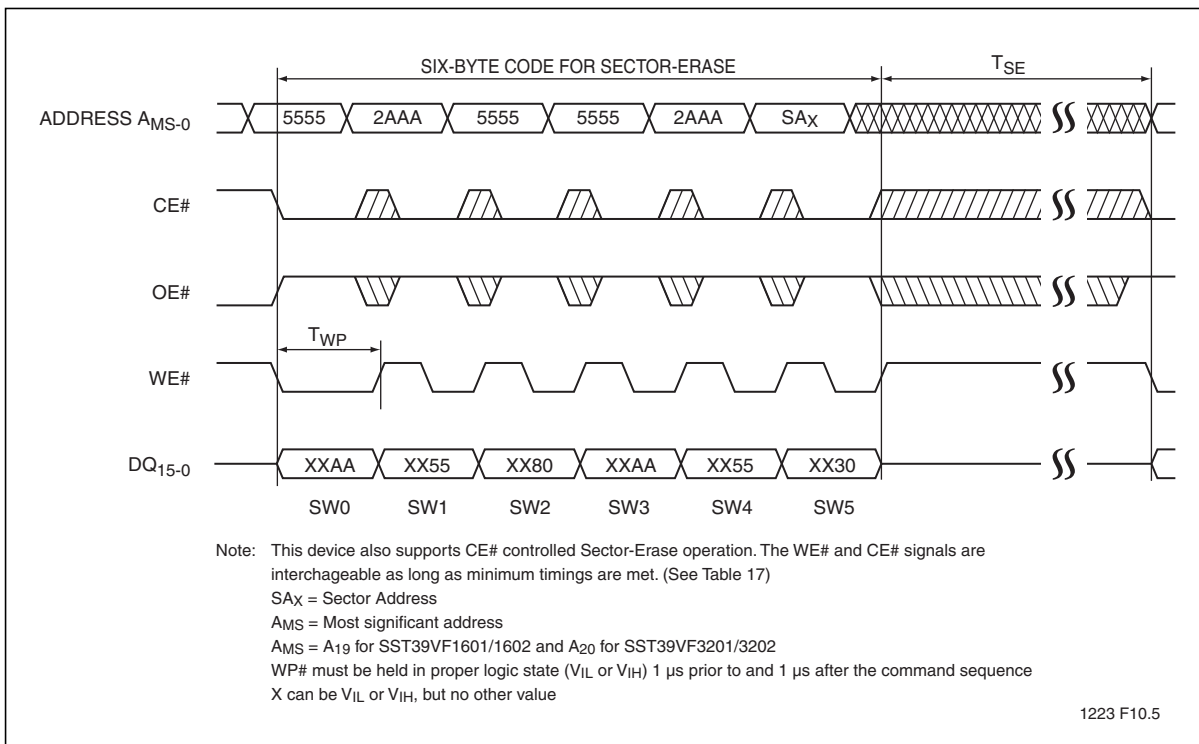 SIX-BYTE CODE FOR SECTOR-ERASE
TSE
ADDRESS AMS-0
5555 2AAA 5555 5555 2AAA SAX
CE#
OE#
TWP
WE#
DQ15-0
XXAA XX55 XX80 XXAA XX55 XX30
SW0 SW1 SW2 SW3 SW4 SW5
Note: This device also supports CE# controlled Sector-Erase operation. The WE# and CE# signals are
interchageable as long as minimum timings are met. (See Table 17)
SAX = Sector Address
AMS = Most significant address
AMS = A19 for SST39VF1601/1602 and A20 for SST39VF3201/3202
WP# must be held in proper logic state (VIL or VIH) 1 µs prior to and 1 µs after the command sequence
X can be VIL or VIH, but no other value
1223 F10.5